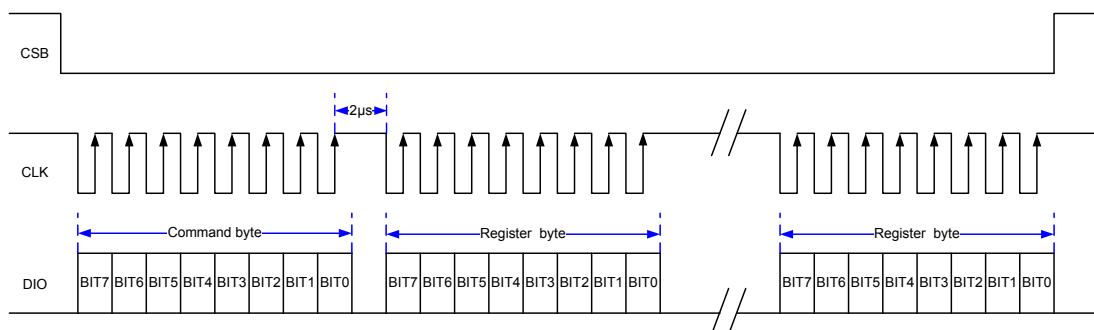 CSB
2µs
CLK
Command byte
Register byte
Register byte
DIO
BIT7 BIT6 BIT5 BIT4 BIT3 BIT2 BIT1 BIT0
BIT7 BIT6 BIT5 BIT4 BIT3 BIT2 BIT1 BIT0
BIT7 BIT6 BIT5 BIT4 BIT3 BIT2 BIT1 BIT0